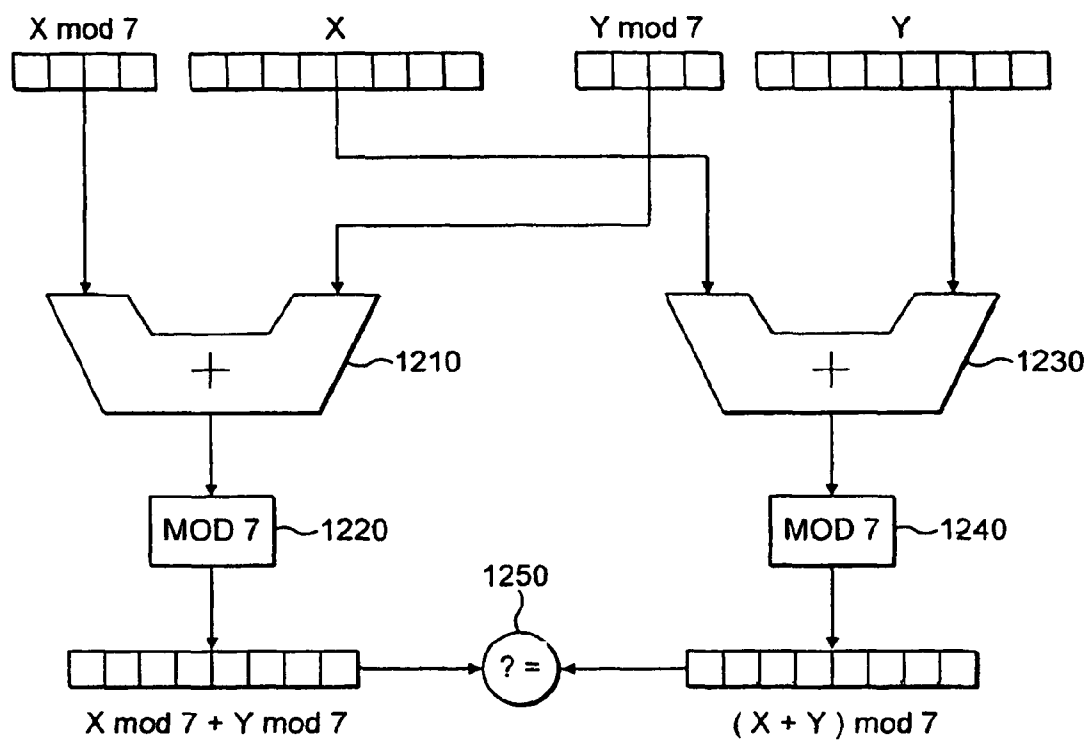 X mod 7
X
Y mod 7
Y
+
1210
+
1230
MOD 7
1220
MOD 7
1240
1250
? =
X mod 7 + Y mod 7
( X + Y ) mod 7